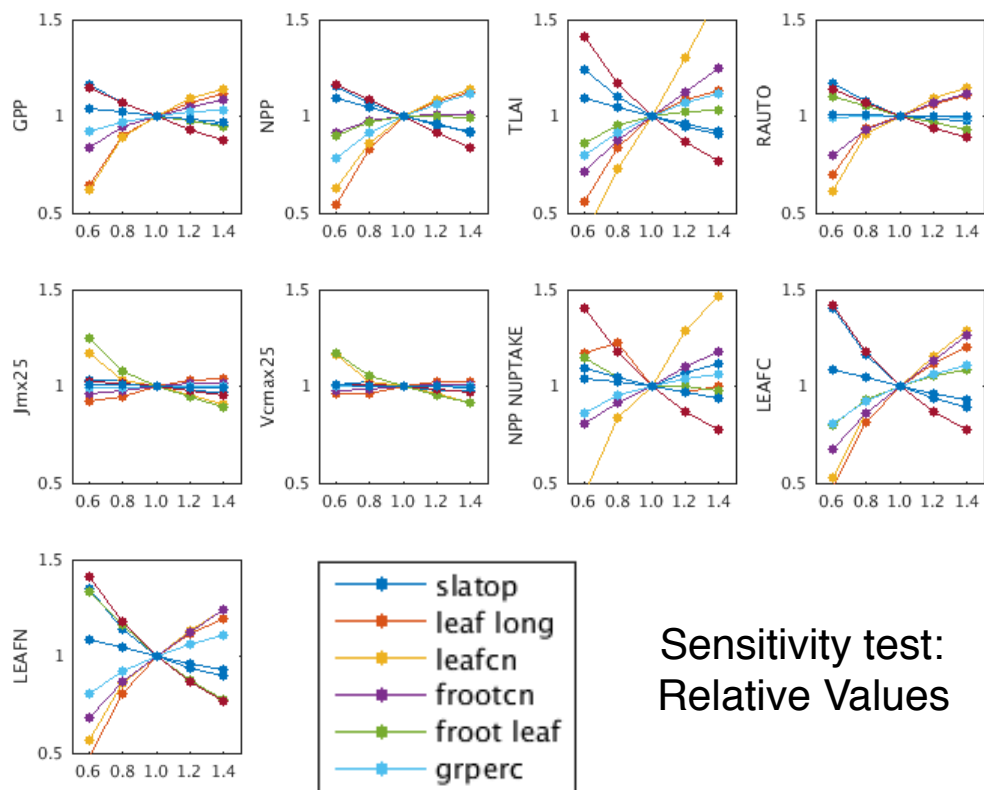 1.5
1
0.5
GPP
0.6 0.8 1.0 1.2 1.4
1.5
1
0.5
NPP
0.6 0.8 1.0 1.2 1.4
1.5
1
0.5
TLAI
0.6 0.8 1.0 1.2 1.4
1.5
1
0.5
RAUTO
0.6 0.8 1.0 1.2 1.4
1.5
1
0.5
Jmx25
0.6 0.8 1.0 1.2 1.4
1.5
1
0.5
Vcmax25
0.6 0.8 1.0 1.2 1.4
1.5
1
0.5
NPP NUPTAKE
0.6 0.8 1.0 1.2 1.4
1.5
1
0.5
LEAFC
0.6 0.8 1.0 1.2 1.4
1.5
1
0.5
LEAFN
0.6 0.8 1.0 1.2 1.4
slatop
leaf long
leafcn
frootcn
froot leaf
grperc
Sensitivity test:
Relative Values